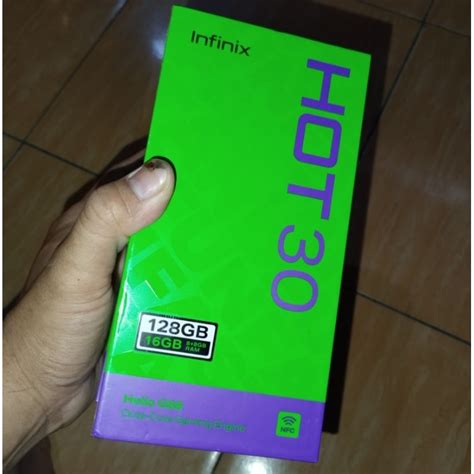 Infinix
HOT 30
128GB
16GB 8+8GB
RAM
Helio G88
Octa-Core Gaming Engine
NFC